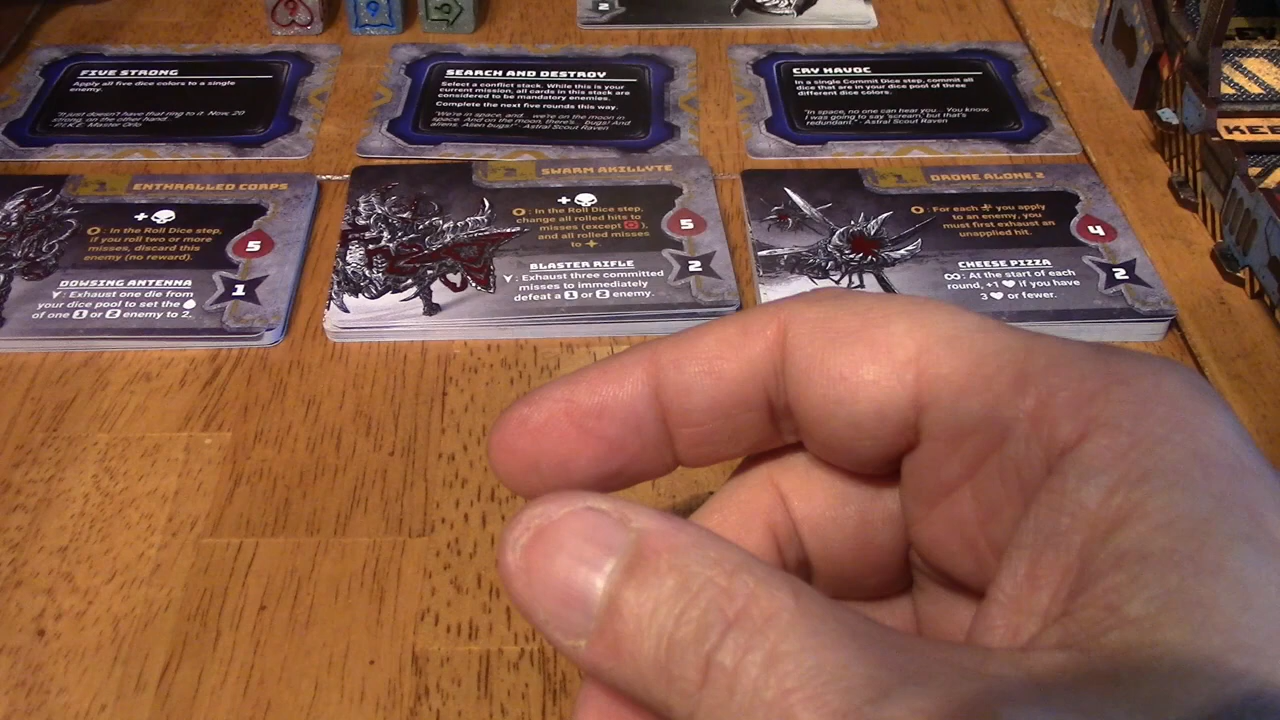 2
FIVE STRONG
Apply all five dice colors to a single
enemy.
"It just doesn't have that ring to it. Now, 20
strong, on the other hand..."
SEARCH AND DESTROY
Select a conflict stack. While this is your
current mission, all cards in this stack are
considered to be mandatory enemies.
Complete the next five rounds this way.
"We're in space, and... we're on the moon in
space. And on the moon, there's... bugs! And
aliens. Alien bugs!" - Astral Scout Raven
CRY HAVOC
In a single Commit Dice step, commit all
dice that are in your dice pool of three
different dice colors.
"In space, no one can hear you... You know,
I was going to say 'scream', but that's
redundant." - Astral Scout Raven
KEE
ENTHRALLED CORPS
+
: In the Roll Dice step,
if you roll two or more
misses, discard this
enemy (no reward).
5
DOWSING ANTENNA
: Exhaust one die from
your dice pool to set the
of one 1 or 2 enemy to 2.
1
SWARM AKILLYTE
+
: In the Roll Dice step,
change all rolled hits to
misses (except ),
and all rolled misses
to
5
BLASTER RIFLE
: Exhaust three committed
misses to immediately
defeat a 1 or 2 enemy.
2
DRONE ALONE 2
: For each you apply
to an enemy, you
must first exhaust an
unapplied hit.
4
CHEESE PIZZA
: At the start of each
round, +1 if you have
3 or fewer.
2